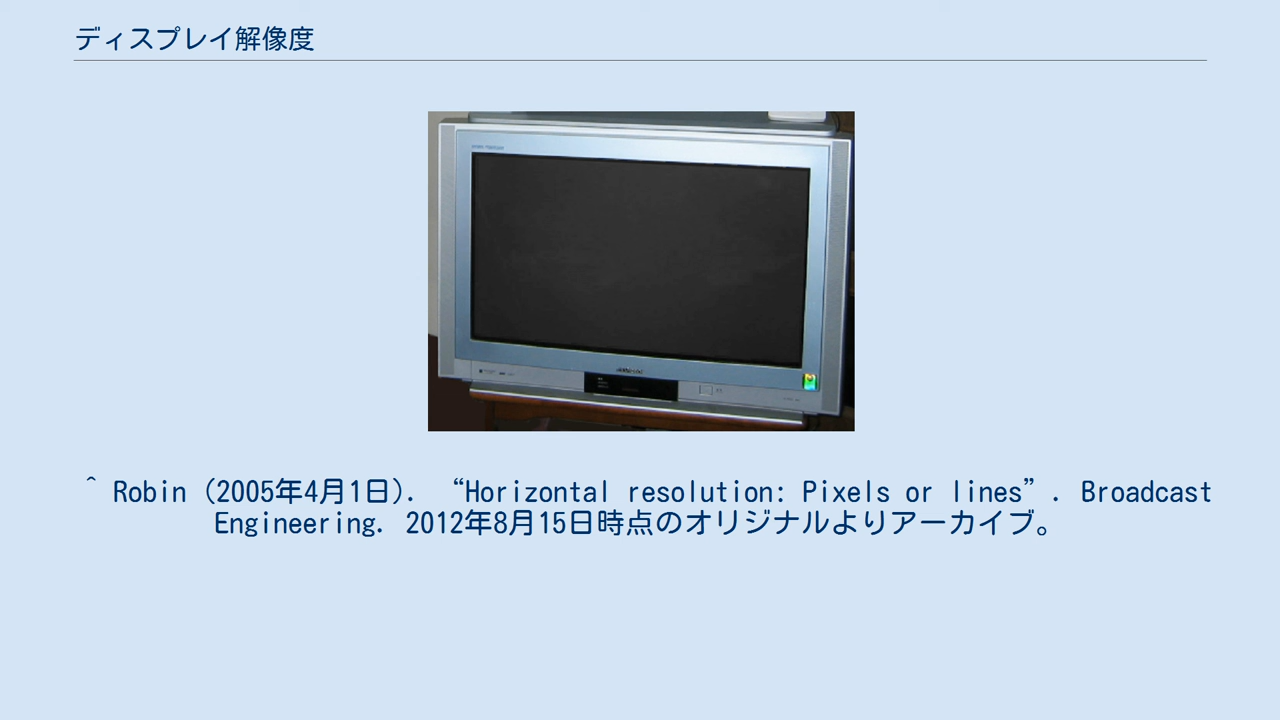 ディスプレイ解像度
^ Robin (2005年4月1日). “Horizontal resolution: Pixels or lines”. Broadcast
Engineering. 2012年8月15日時点のオリジナルよりアーカイブ。